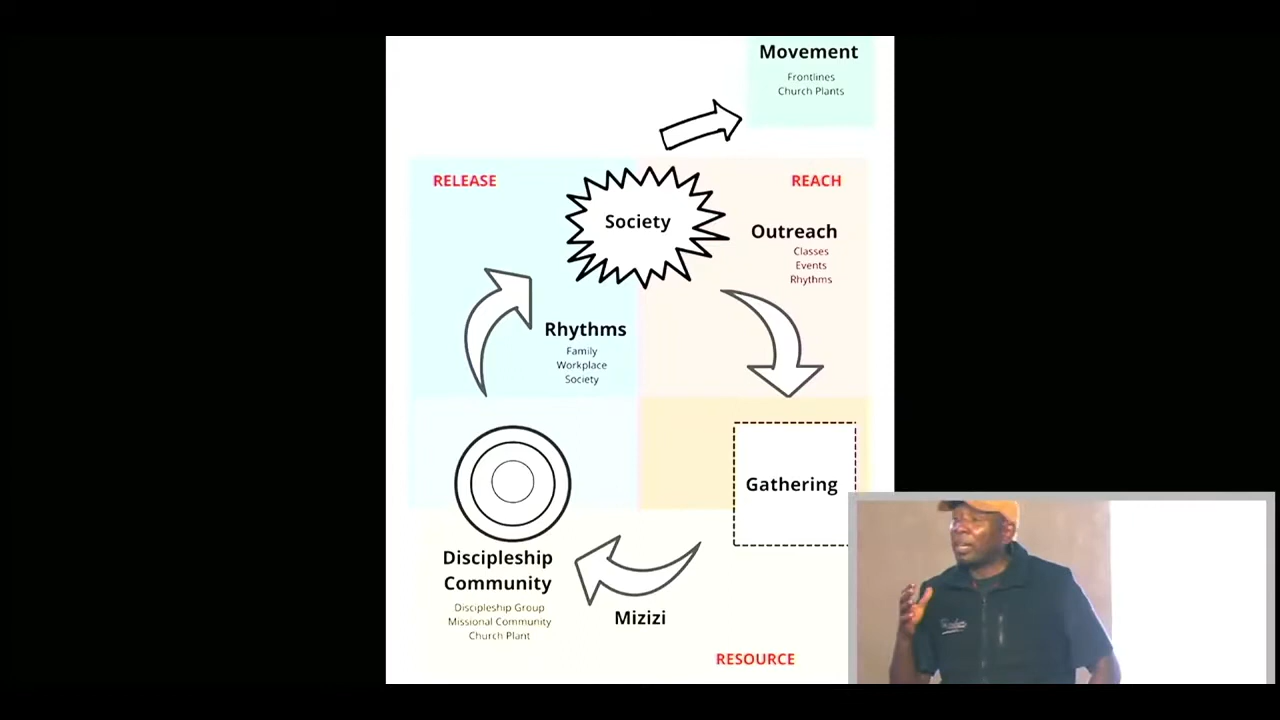 Movement
Frontlines
Church Plants
RELEASE
REACH
Society
Outreach
Classes
Events
Rhythms
Rhythms
Family
Workplace
Society
Gathering
Discipleship
Community
Discipleship Group
Missional Community
Church Plant
Mizizi
RESOURCE